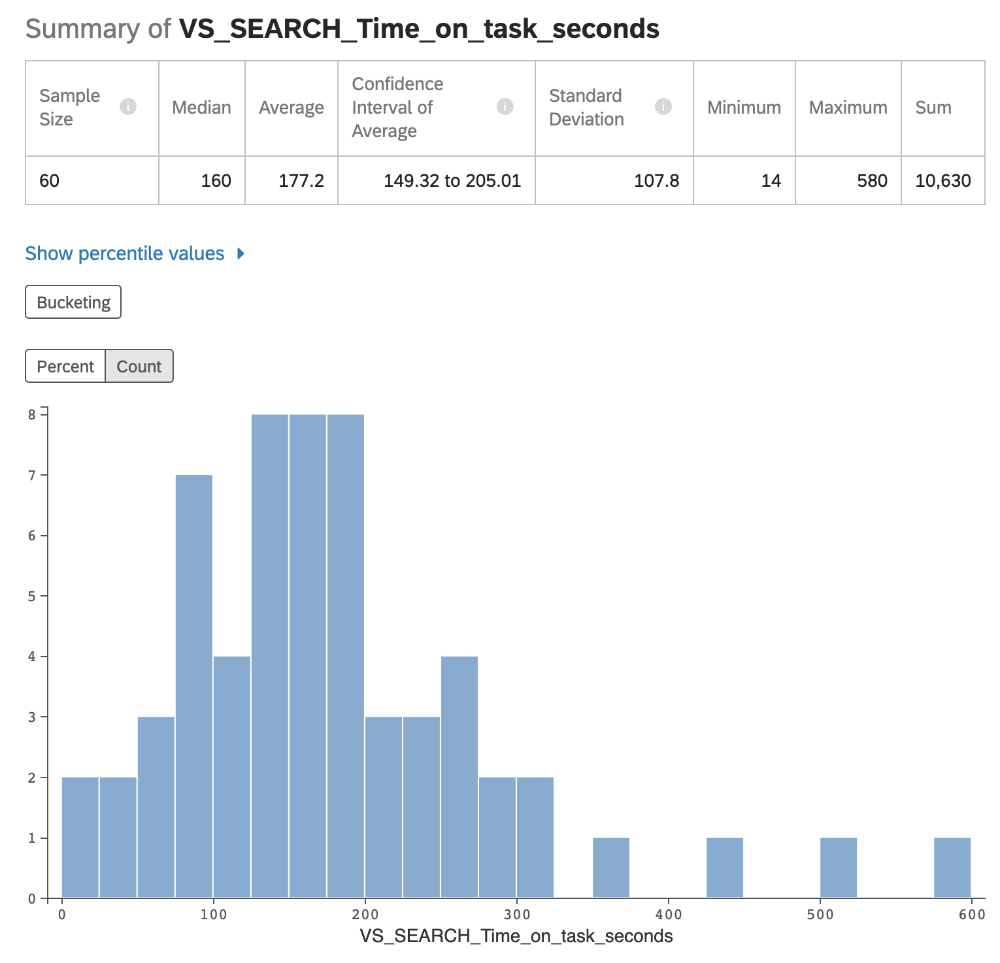 Summary of VS_SEARCH_Time_on_task_seconds
Sample Size
Median
Average
Confidence Interval of Average
Standard Deviation
Minimum
Maximum
Sum
60
160
177.2
149.32 to 205.01
107.8
14
580
10,630
Show percentile values
Bucketing
Percent
Count
8
7
6
5
4
3
2
1
0
0 100 200 300 400 500 600
VS_SEARCH_Time_on_task_seconds